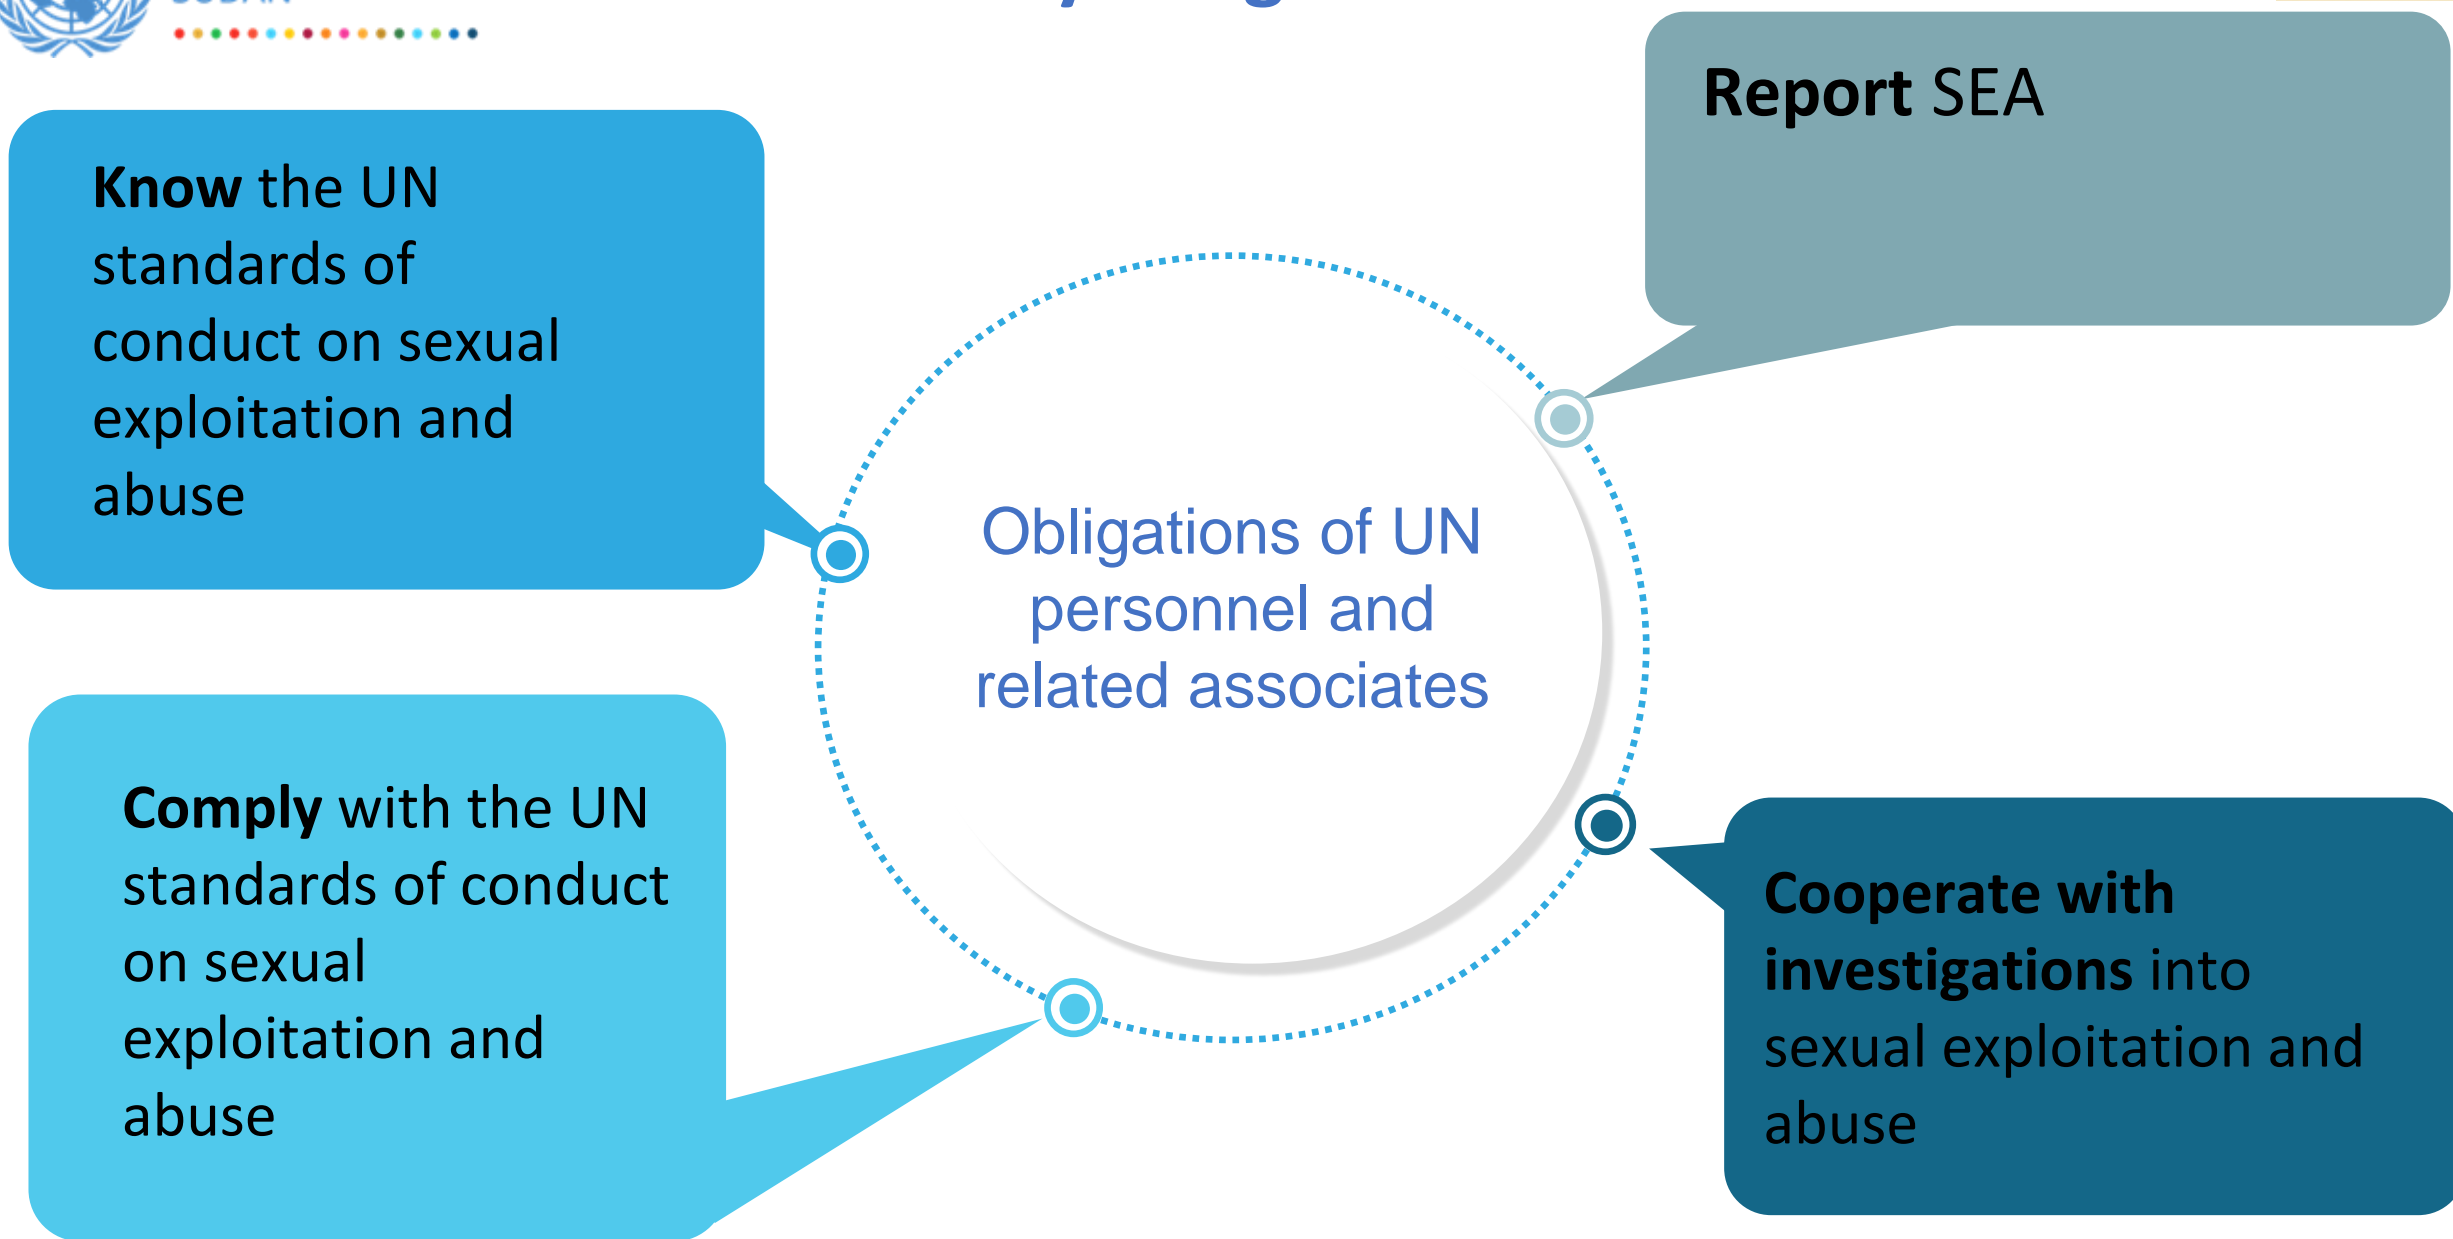 Report SEA
Know the UN
standards of
conduct on sexual
exploitation and
abuse
Obligations of UN
personnel and
related associates
Comply with the UN
standards of conduct
on sexual
exploitation and
abuse
Cooperate with
investigations into
sexual exploitation and
abuse